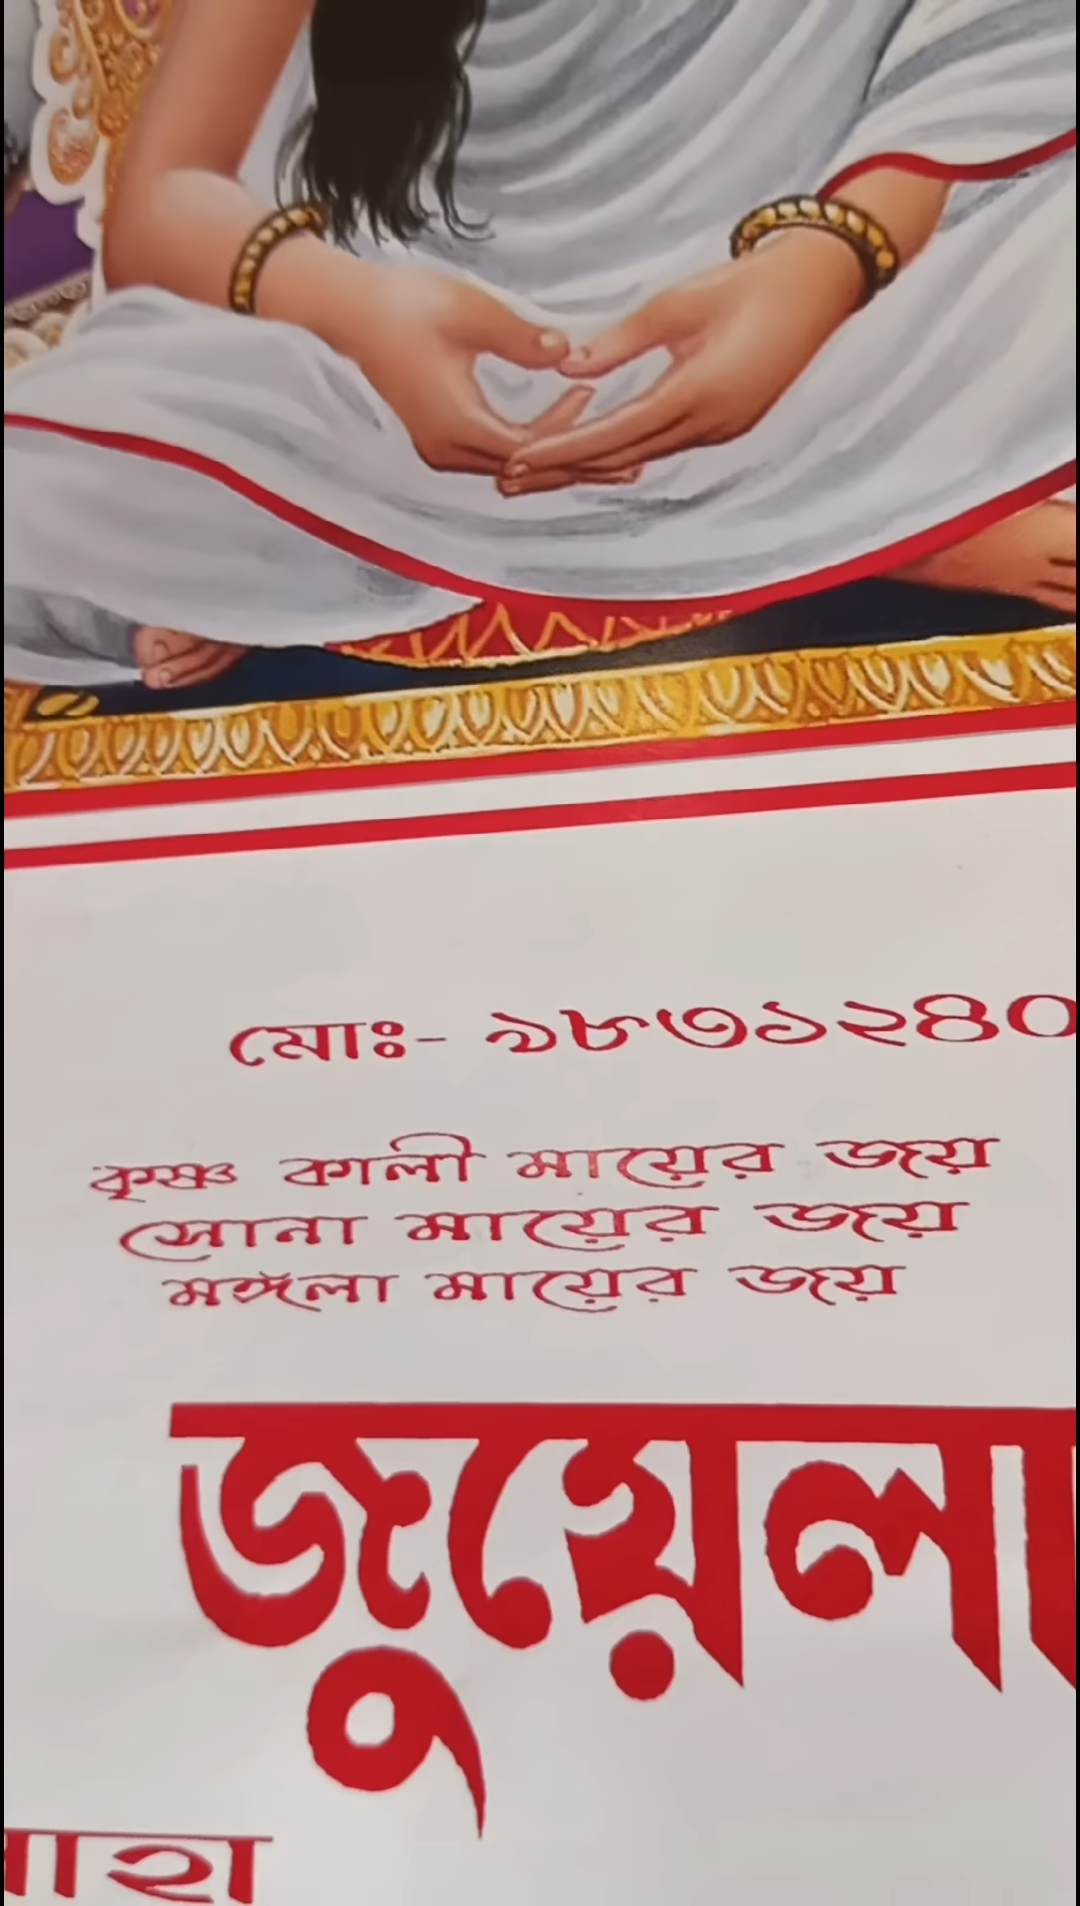 মোঃ- ৯৮৩১২৪০
কৃষ্ণ কালী মায়ের জয়
সোনা মায়ের জয়
মঙ্গলা মায়ের জয়
জুয়েলা